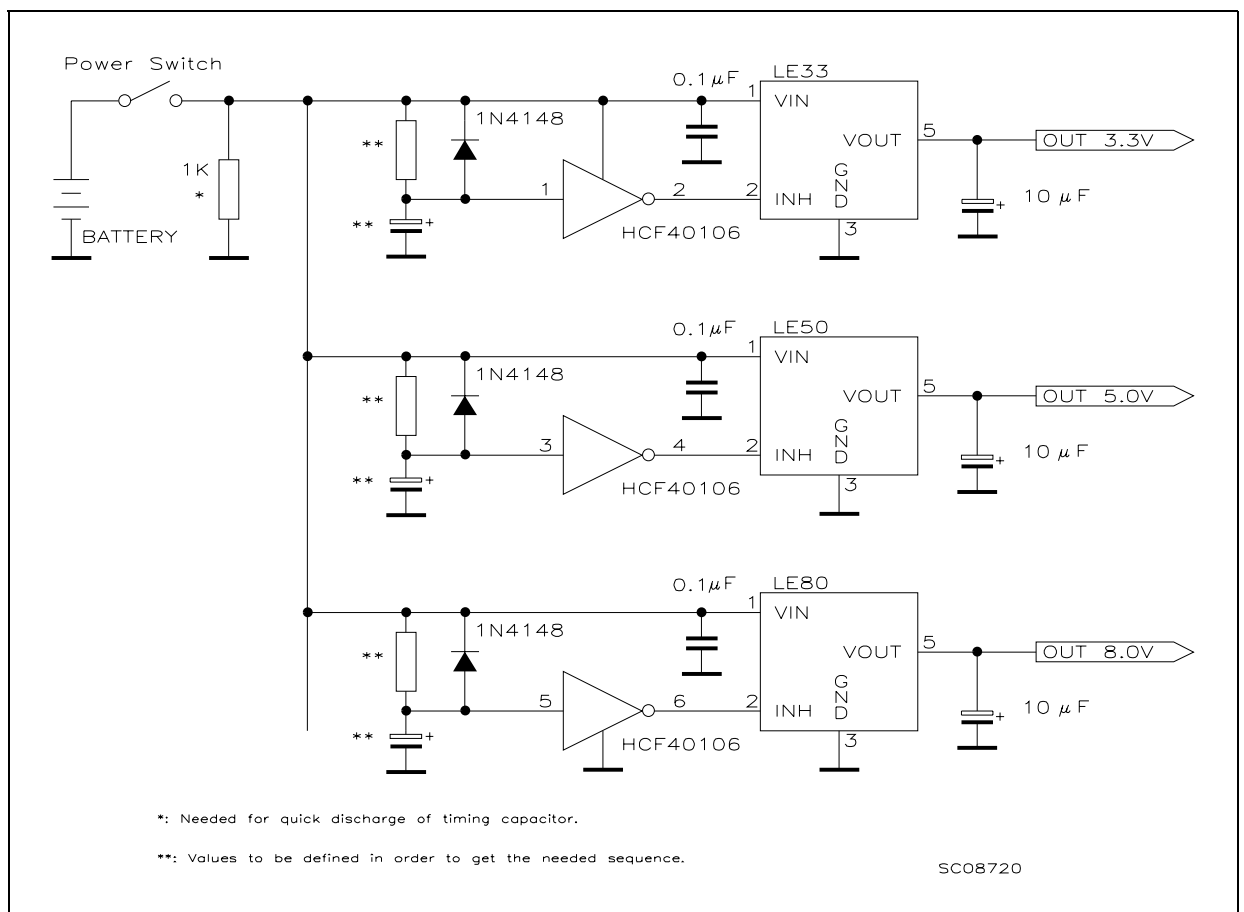 Power Switch
1K
*
BATTERY
**
**
1N4148
1
2
HCF40106
0.1μF
LE33
1
VIN
2
INH
GND
3
VOUT
5
10 μF
+
+
OUT 3.3V
**
**
1N4148
3
4
HCF40106
0.1μF
LE50
1
VIN
2
INH
GND
3
VOUT
5
10 μF
+
+
OUT 5.0V
**
**
1N4148
5
6
HCF40106
0.1μF
LE80
1
VIN
2
INH
GND
3
VOUT
5
10 μF
+
+
OUT 8.0V
*: Needed for quick discharge of timing capacitor.
**: Values to be defined in order to get the needed sequence.
SC08720